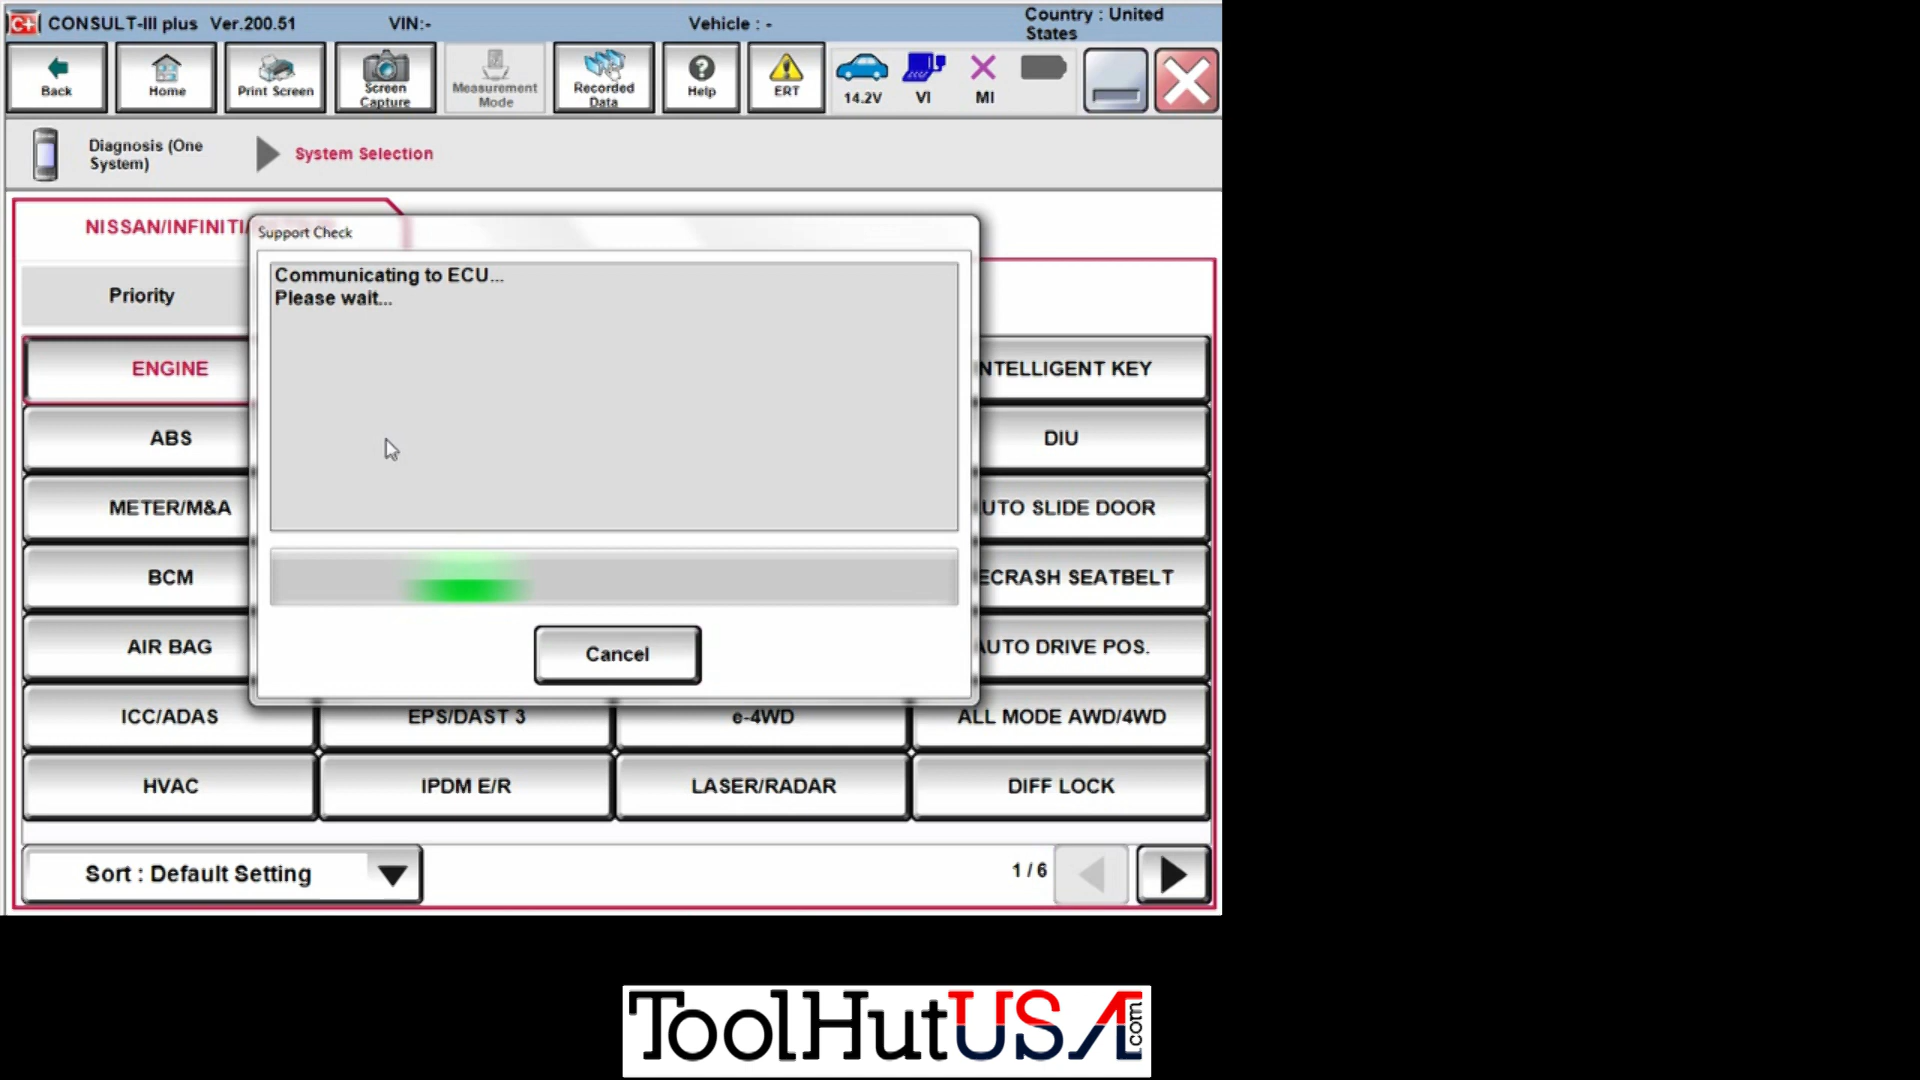 CONSULT-III plus Ver.200.51
VIN:-
Vehicle : -
Country : United
States
Back
Home
Print Screen
Screen
Capture
Measurement
Mode
Recorded
Data
Help
ERT
14.2V
VI
MI
Diagnosis (One
System)
System Selection
NISSAN/INFINITI/
Support Check
Communicating to ECU...
Please wait...
Cancel
Priority
ENGINE
NTELLIGENT KEY
ABS
DIU
METER/M&A
UTO SLIDE DOOR
BCM
ECRASH SEATBELT
AIR BAG
AUTO DRIVE POS.
ICC/ADAS
EPS/DAST 3
e-4WD
ALL MODE AWD/4WD
HVAC
IPDM E/R
LASER/RADAR
DIFF LOCK
Sort : Default Setting
1 / 6
ToolHutUSA.com